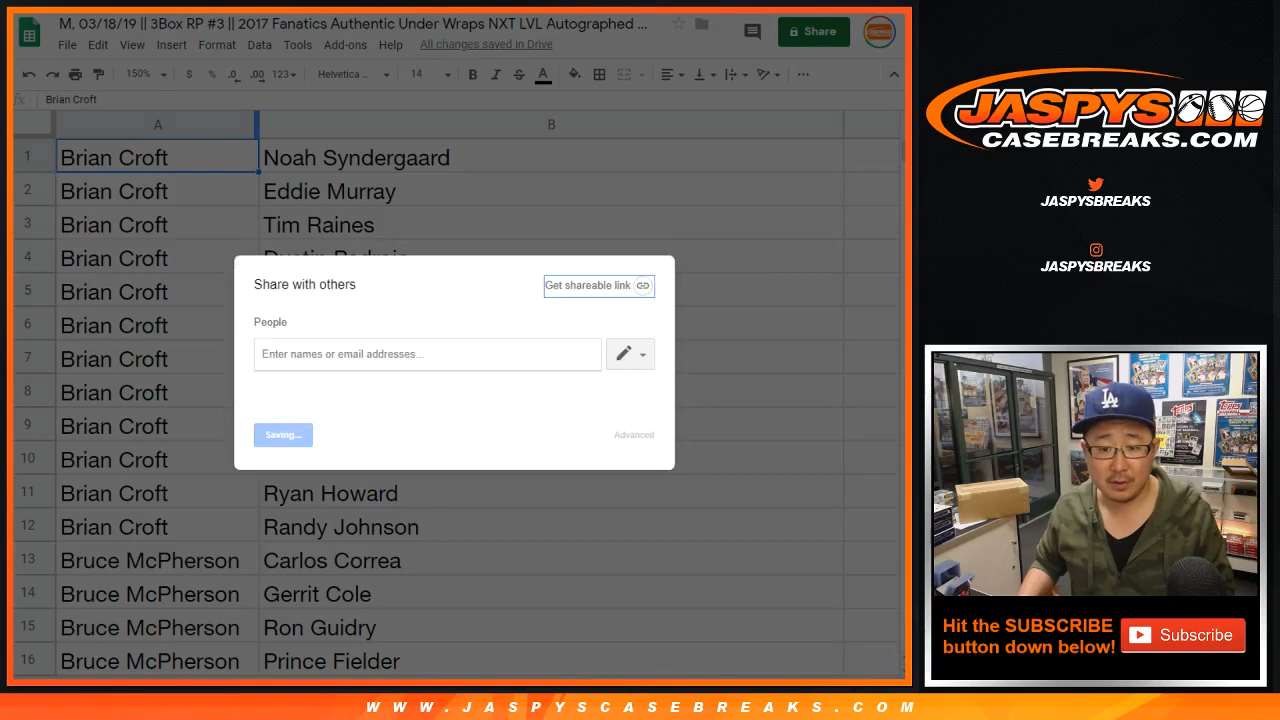 M, 03/18/19 || 3Box RP #3 || 2017 Fanatics Authentic Under Wraps NXT LVL Autographed ...
Share
File Edit View Insert Format Data Tools Add-ons Help All changes saved in Drive
150% $ % .0 .00 123 Helvetica ... 14 B I S A
fx Brian Croft
A B
1 Brian Croft Noah Syndergaard
2 Brian Croft Eddie Murray
3 Brian Croft Tim Raines
4 Brian Croft
5 Brian Croft
6 Brian Croft
7 Brian Croft
8 Brian Croft
9 Brian Croft
10 Brian Croft
11 Brian Croft Ryan Howard
12 Brian Croft Randy Johnson
13 Bruce McPherson Carlos Correa
14 Bruce McPherson Gerrit Cole
15 Bruce McPherson Ron Guidry
16 Bruce McPherson Prince Fielder
Share with others
Get shareable link
People
Enter names or email addresses...
Saving...
Advanced
JASPYS
CASEBREAKS.COM
JASPYSBREAKS
JASPYSBREAKS
LA
Topps
Hit the SUBSCRIBE
button down below!
Subscribe
WWW.JASPYSCASEBREAKS.COM